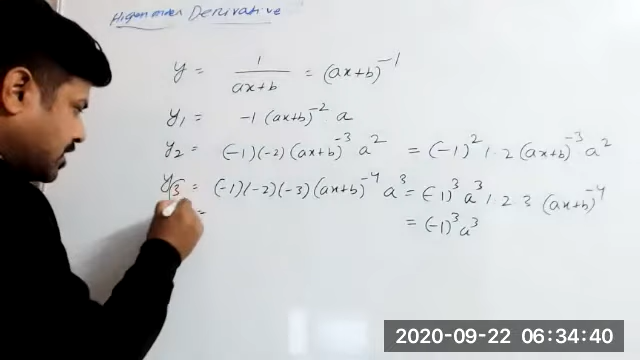 Higher order Derivative
y = 1/(ax+b) = (ax+b)^-1
y₁ = -1 (ax+b)^-2 a
y₂ = (-1)(-2)(ax+b)^-3 a^2 = (-1)^2 1·2 (ax+b)^-3 a^2
y₃ = (-1)(-2)(-3)(ax+b)^-4 a^3 = (-1)^3 a^3 1·2 3 (ax+b)^-4
= = (-1)^3 a^3
2020-09-22 06:34:40